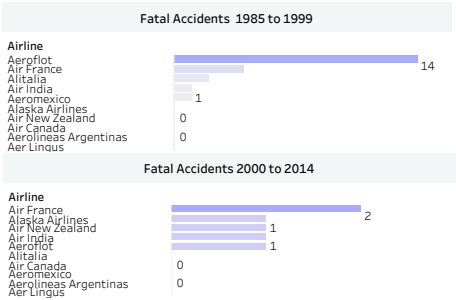 Fatal Accidents 1985 to 1999
Airline
Aeroflot
14
Air France
Alitalia
Air India
Aeromexico 1
Alaska Airlines
Air New Zealand 0
Air Canada
Aerolineas Argentinas 0
Aer Lingus
Fatal Accidents 2000 to 2014
Airline
Air France
2
Alaska Airlines
Air New Zealand 1
Air India
Aeroflot 1
Alitalia
Air Canada 0
Aeromexico
Aerolineas Argentinas 0
Aer Lingus